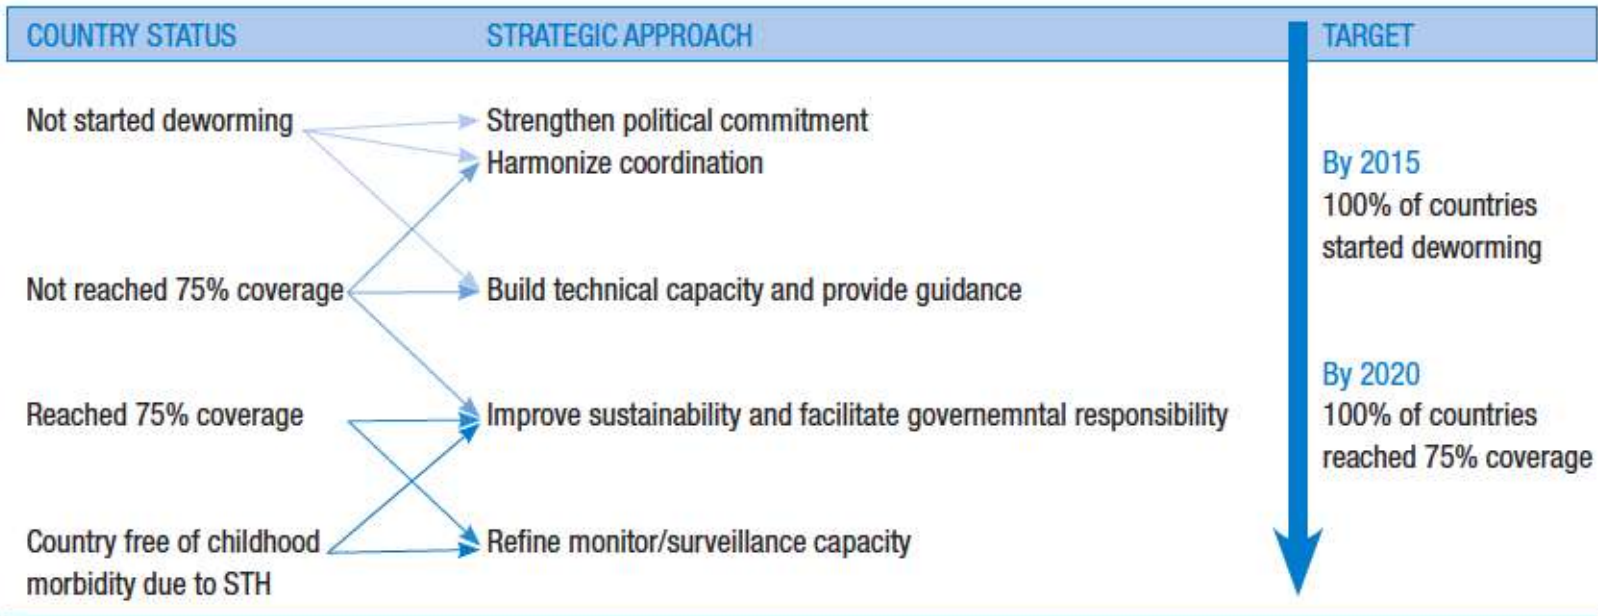 COUNTRY STATUS
STRATEGIC APPROACH
TARGET
Not started deworming
Strengthen political commitment
Harmonize coordination
By 2015
100% of countries
started deworming
Not reached 75% coverage
Build technical capacity and provide guidance
By 2020
Reached 75% coverage
Improve sustainability and facilitate governemntal responsibility
100% of countries
reached 75% coverage
Country free of childhood
morbidity due to STH
Refine monitor/surveillance capacity